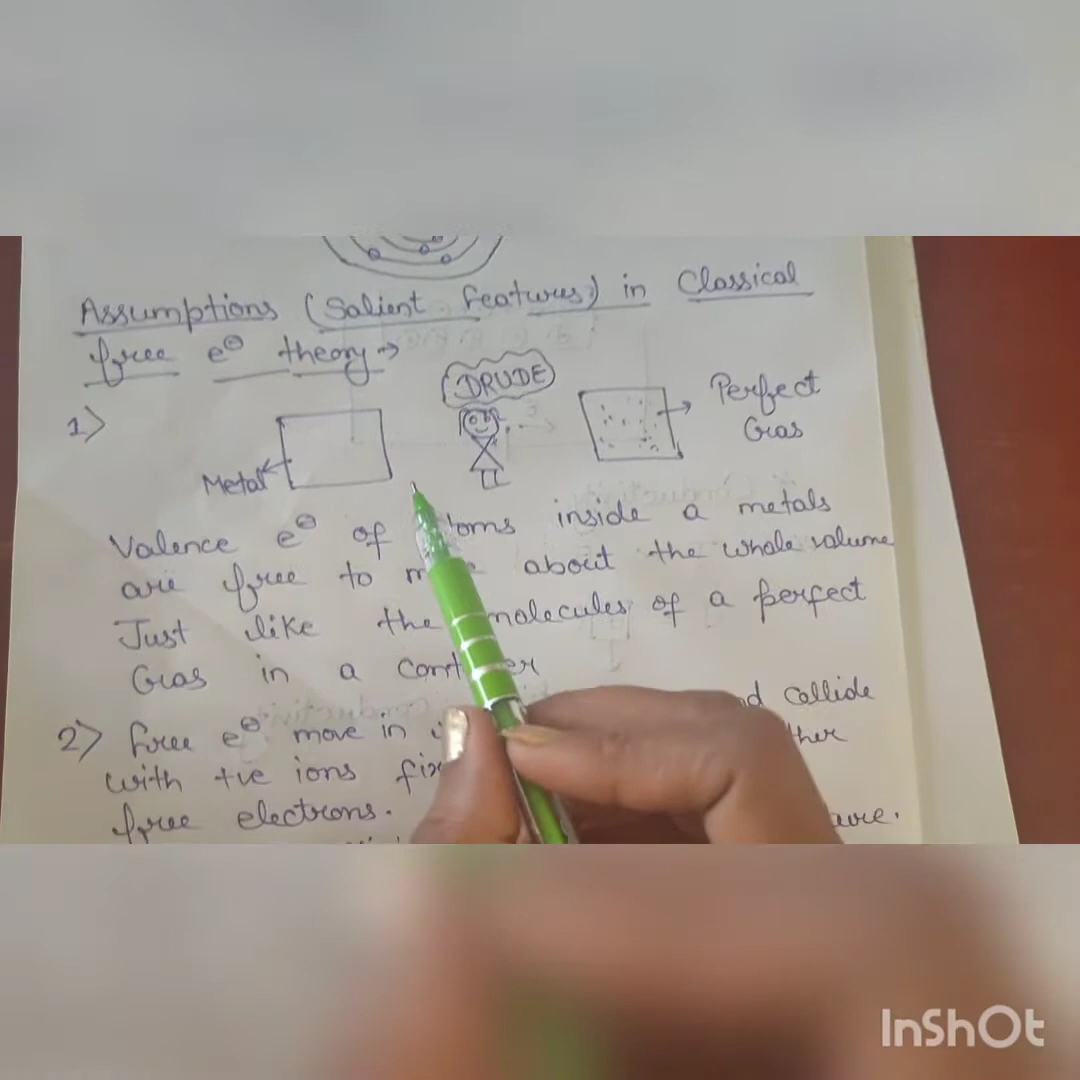 Assumptions (Salient features) in Classical
free e⊖ theory→
1)
DRUDE
Perfect
Gas
Metal
Valence e⊖ of inside a metals
are free to about the whole volume
Just like the molecules of a perfect
Gas in a
2) Free e⊖ move in collide
with +ve ions
free electrons.
InShOt